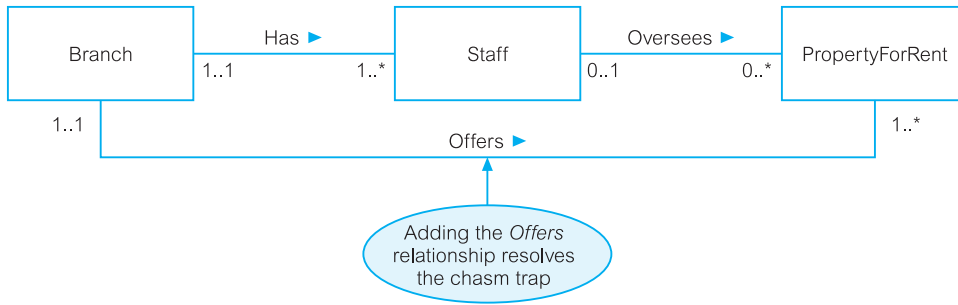 Has ►
Oversees ►
Branch
Staff
PropertyForRent
1..1
1..*
0..1
0..*
1..1
1..*
Offers ►
Adding the Offers
relationship resolves
the chasm trap